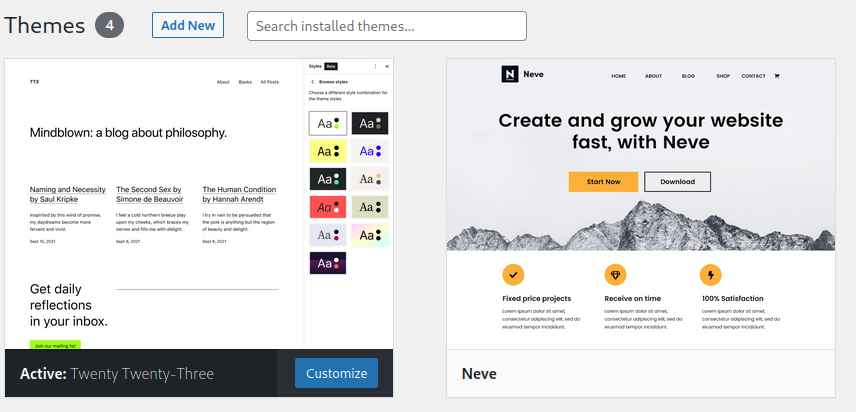 Themes 4 Add New Search installed themes...
TT3 About Books All Posts
Mindblown: a blog about philosophy.
Naming and Necessity
by Saul Kripke
Inspired by this wind of promise,
my daydreams become more
fervent and vivid.
Sept 10, 2021
The Second Sex by
Simone de Beauvoir
I feel a cold northern breeze play
upon my cheeks, which braces my
nerves and fills me with delight.
Sept 8, 2021
The Human Condition
by Hannah Arendt
I try in vain to be persuaded that
the pole is anything but the region
of beauty and delight.
Sept 6, 2021
Get daily
reflections
in your inbox.
Join our mailing list
Styles Beta
Browse styles
Choose a different style combination for
the theme styles
Aa Aa
Aa Aa
Aa Aa
Aa Aa
Aa Aa
Aa
Active: Twenty Twenty-Three Customize
N Neve HOME ABOUT BLOG SHOP CONTACT
Create and grow your website
fast, with Neve
Start Now Download
Fixed price projects
Lorem ipsum dolor sit amet,
consectetur adipiscing elit, sed do
eiusmod tempor incididunt.
Receive on time
Lorem ipsum dolor sit amet,
consectetur adipiscing elit, sed do
eiusmod tempor incididunt.
100% Satisfaction
Lorem ipsum dolor sit amet,
consectetur adipiscing elit, sed do
eiusmod tempor incididunt.
Neve